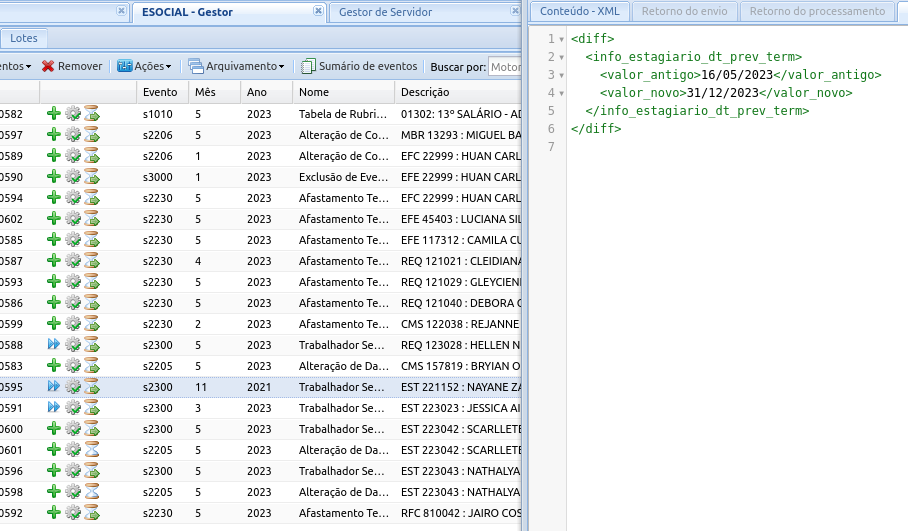 ESOCIAL - Gestor
Gestor de Servidor
Lotes
Remover
Ações
Arquivamento
Sumário de eventos
Buscar por:
Evento Mês Ano Nome Descrição
0582 s1010 5 2023 Tabela de Rubri... 01302: 13º SALÁRIO - AD
0597 s2206 5 2023 Alteração de Co... MBR 13293 : MIGUEL BA
0589 s2206 1 2023 Alteração de Co... EFC 22999 : HUAN CARL
0590 s3000 1 2023 Exclusão de Eve... EFE 22999 : HUAN CARL
0594 s2230 5 2023 Afastamento Te... EFC 22999 : HUAN CARL
0602 s2230 5 2023 Afastamento Te... EFE 45403 : LUCIANA SIL
0585 s2230 5 2023 Afastamento Te... EFE 117312 : CAMILA CU
0587 s2230 4 2023 Afastamento Te... REQ 121021 : CLEIDIANA
0593 s2230 5 2023 Afastamento Te... REQ 121029 : GLEYCIEN
0586 s2230 5 2023 Afastamento Te... REQ 121040 : DEBORA C
0599 s2230 2 2023 Afastamento Te... CMS 122038 : REJANNE
0588 s2300 5 2023 Trabalhador Se... REQ 123028 : HELLEN N
0583 s2205 5 2023 Alteração de Da... CMS 157819 : BRYIAN O
0595 s2300 11 2021 Trabalhador Se... EST 221152 : NAYANE ZA
0591 s2300 3 2023 Trabalhador Se... EST 223023 : JESSICA AI
0600 s2300 5 2023 Trabalhador Se... EST 223042 : SCARLLETE
0601 s2205 5 2023 Alteração de Da... EST 223042 : SCARLLETE
0596 s2300 5 2023 Trabalhador Se... EST 223043 : NATHALYA
0598 s2205 5 2023 Alteração de Da... EST 223043 : NATHALYA
0592 s2230 5 2023 Afastamento Te... RFC 810042 : JAIRO COS
Conteúdo - XML
Retorno do envio
Retorno do processamento
1 <diff>
2 <info_estagiario_dt_prev_term>
3 <valor_antigo>16/05/2023</valor_antigo>
4 <valor_novo>31/12/2023</valor_novo>
5 </info_estagiario_dt_prev_term>
6 </diff>
7